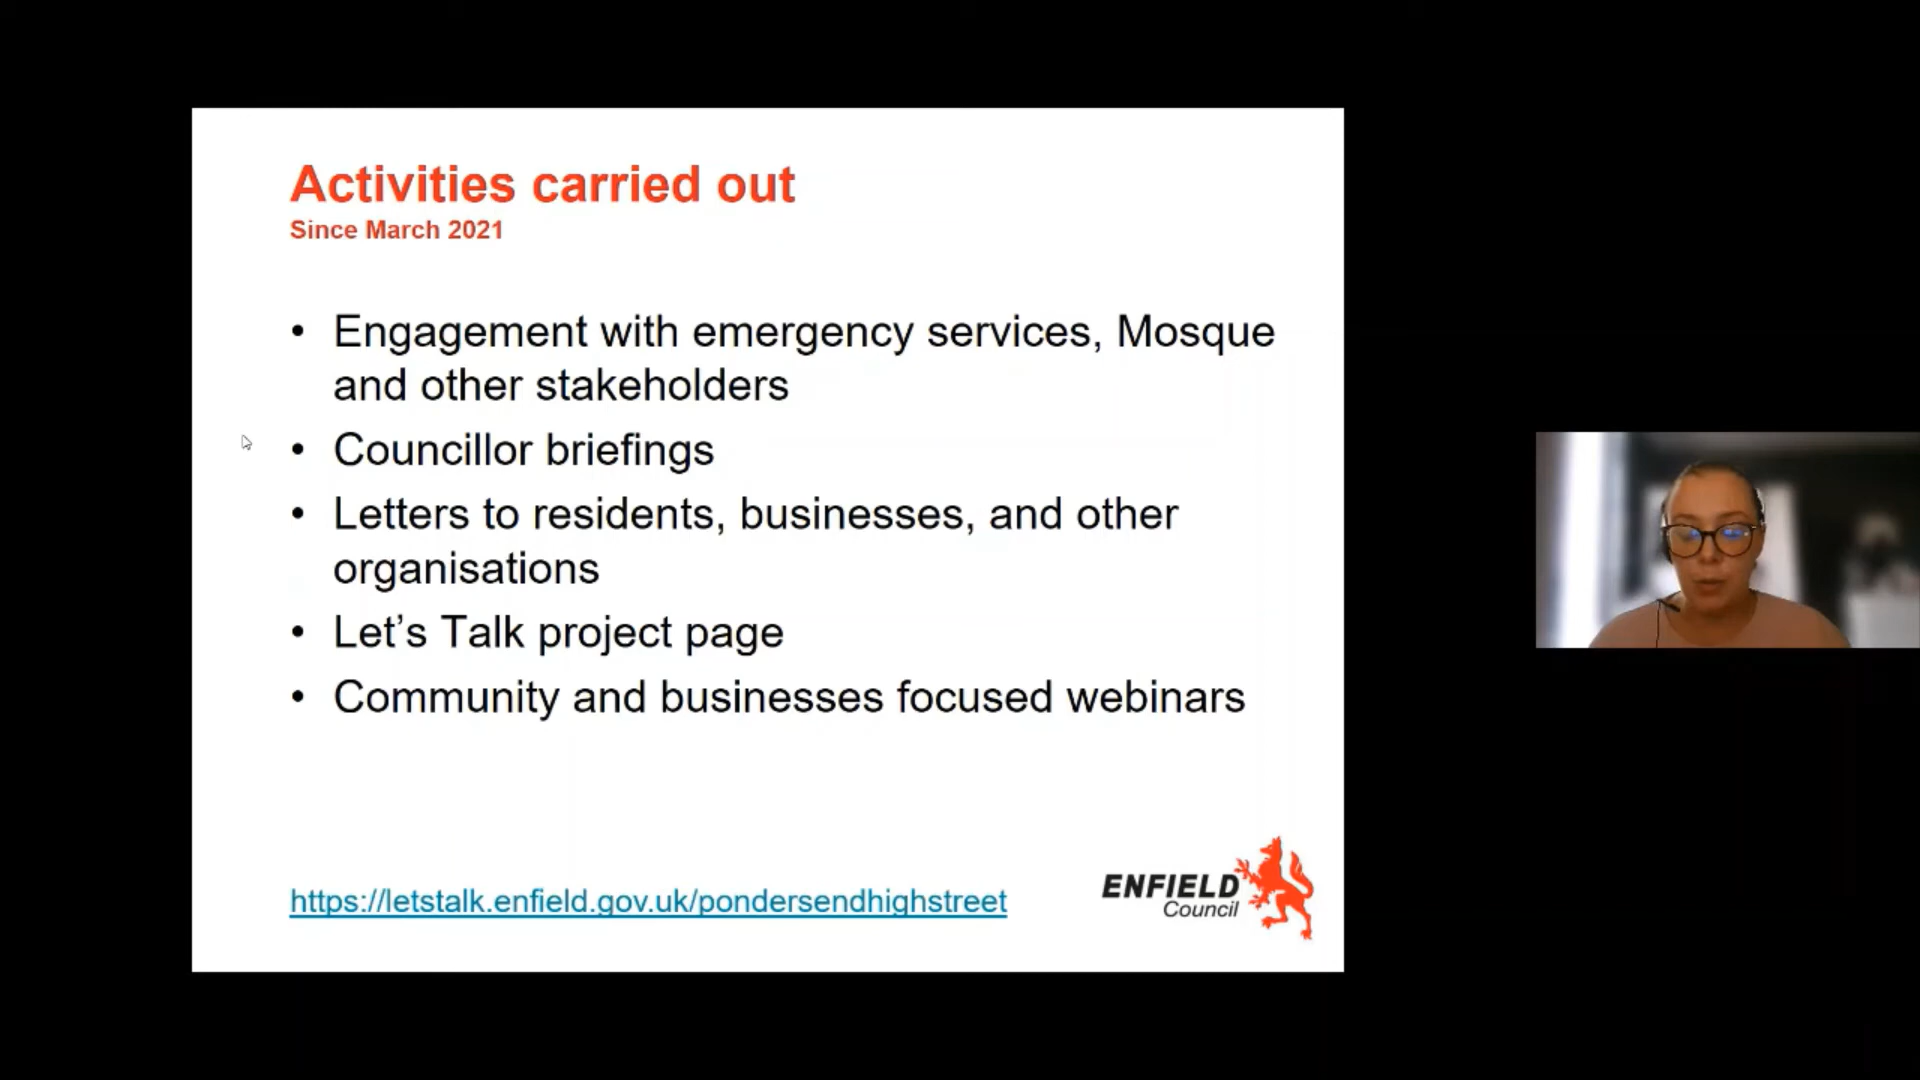 Activities carried out
Since March 2021
• Engagement with emergency services, Mosque
and other stakeholders
• Councillor briefings
• Letters to residents, businesses, and other
organisations
• Let’s Talk project page
• Community and businesses focused webinars
https://letstalk.enfield.gov.uk/pondersendhighstreet
ENFIELD
Council